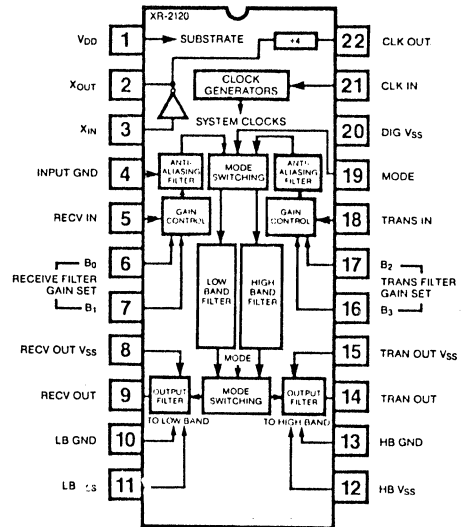 XR-2120
VDD 1 SUBSTRATE ÷4 22 CLK OUT
XOUT 2 CLOCK GENERATORS 21 CLK IN
XIN 3 SYSTEM CLOCKS 20 DIG VSS
INPUT GND 4 ANTI-ALIASING FILTER MODE SWITCHING ANTI-ALIASING FILTER 19 MODE
RECV IN 5 GAIN CONTROL GAIN CONTROL 18 TRANS IN
B0 6 17 B2
RECEIVE FILTER GAIN SET LOW BAND FILTER HIGH BAND FILTER TRANS FILTER GAIN SET
B1 7 16 B3
RECV OUT VSS 8 MODE 15 TRAN OUT VSS
RECV OUT 9 OUTPUT FILTER MODE SWITCHING OUTPUT FILTER 14 TRAN OUT
TO LOW BAND TO HIGH BAND
LB GND 10 13 HB GND
LB 11 12 HB VSS